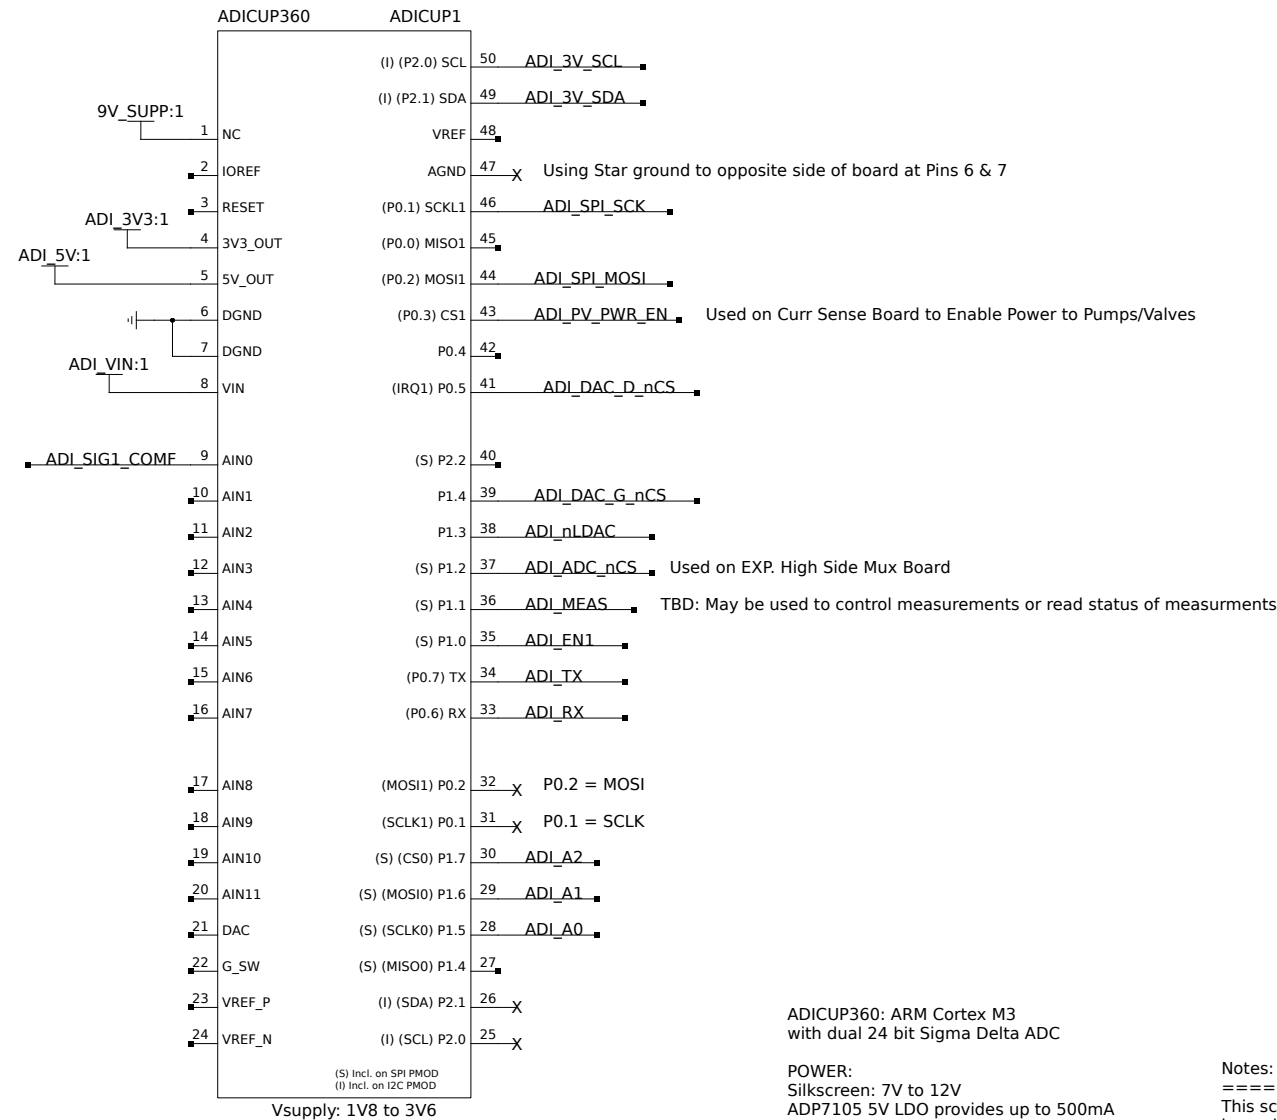 ADICUP360 ADICUP1
(I) (P2.0) SCL 50 ADI_3V_SCL
(I) (P2.1) SDA 49 ADI_3V_SDA
9V_SUPP:1
1 NC VREF 48
2 IOREF AGND 47 X Using Star ground to opposite side of board at Pins 6 & 7
3 RESET (P0.1) SCKL1 46 ADI_SPI_SCK
ADI_3V3:1
4 3V3_OUT (P0.0) MISO1 45
ADI_5V:1
5 5V_OUT (P0.2) MOSI1 44 ADI_SPI_MOSI
6 DGND (P0.3) CS1 43 ADI_PV_PWR_EN Used on Curr Sense Board to Enable Power to Pumps/Valves
7 DGND P0.4 42
ADI_VIN:1
8 VIN (IRQ1) P0.5 41 ADI_DAC_D_nCS
ADI_SIG1_COMF 9 AIN0 (S) P2.2 40
10 AIN1 P1.4 39 ADI_DAC_G_nCS
11 AIN2 P1.3 38 ADI_nLDAC
12 AIN3 (S) P1.2 37 ADI_ADC_nCS Used on EXP. High Side Mux Board
13 AIN4 (S) P1.1 36 ADI_MEAS TBD: May be used to control measurements or read status of measurments
14 AIN5 (S) P1.0 35 ADI_EN1
15 AIN6 (P0.7) TX 34 ADI_TX
16 AIN7 (P0.6) RX 33 ADI_RX
17 AIN8 (MOSI1) P0.2 32 X P0.2 = MOSI
18 AIN9 (SCLK1) P0.1 31 X P0.1 = SCLK
19 AIN10 (S) (CS0) P1.7 30 ADI_A2
20 AIN11 (S) (MOSI0) P1.6 29 ADI_A1
21 DAC (S) (SCLK0) P1.5 28 ADI_A0
22 G_SW (S) (MISO0) P1.4 27
23 VREF_P (I) (SDA) P2.1 26 X
24 VREF_N (I) (SCL) P2.0 25 X
(S) Incl. on SPI PMOD
(I) Incl. on I2C PMOD
Vsupply: 1V8 to 3V6
ADICUP360: ARM Cortex M3
with dual 24 bit Sigma Delta ADC
POWER:
Silkscreen: 7V to 12V
ADP7105 5V LDO provides up to 500mA
Notes:
====
This sc